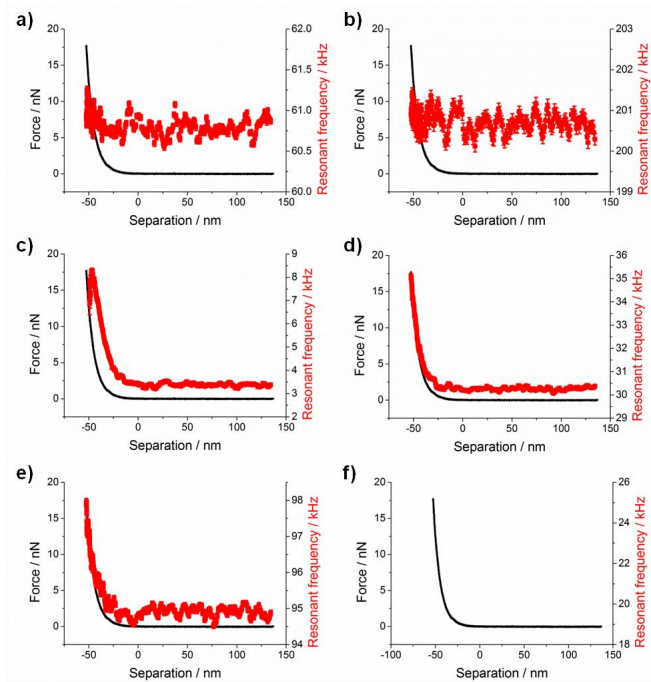 a)
20
15
10
5
0
Force / nN
-50 0 50 100 150
Separation / nm
62.0
61.5
61.0
60.5
60.0
Resonant frequency / kHz
b)
20
15
10
5
0
Force / nN
-50 0 50 100 150
Separation / nm
203
202
201
200
199
Resonant frequency / kHz
c)
20
15
10
5
0
Force / nN
-50 0 50 100 150
Separation / nm
9
8
7
6
5
4
3
2
Resonant frequency / kHz
d)
20
15
10
5
0
Force / nN
-50 0 50 100 150
Separation / nm
36
35
34
33
32
31
30
29
Resonant frequency / kHz
e)
20
15
10
5
0
Force / nN
-50 0 50 100 150
Separation / nm
98
97
96
95
94
Resonant frequency / kHz
f)
20
15
10
5
0
Force / nN
-100 -50 0 50 100 150
Separation / nm
26
24
22
20
18
Resonant frequency / kHz